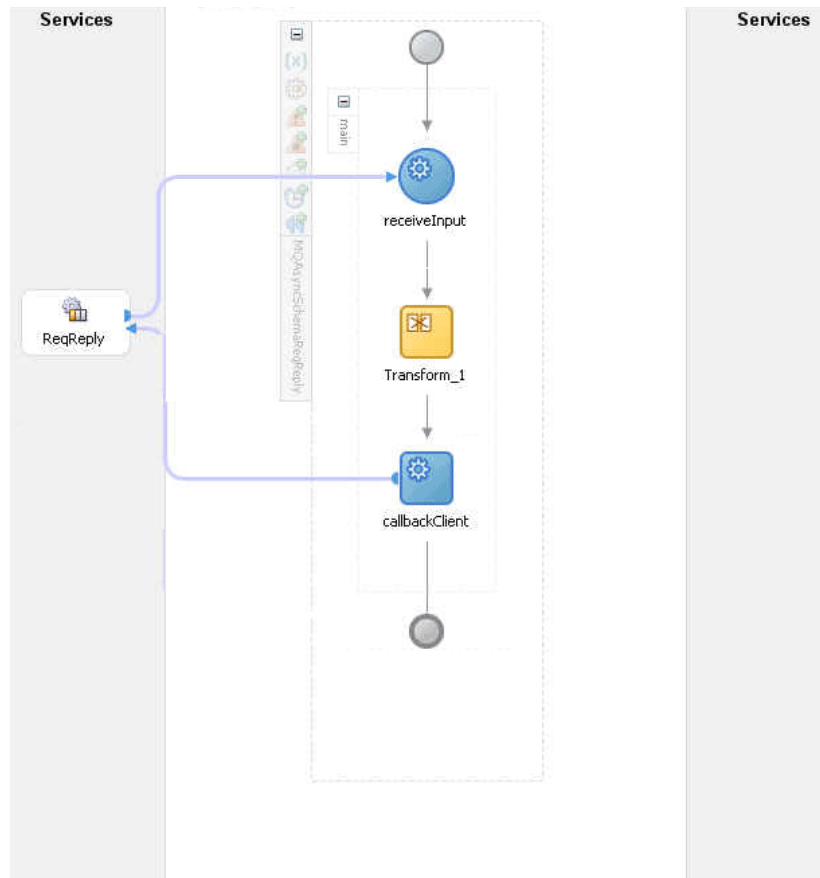 Services
Services
main
receiveInput
MQAsyncSchemaReqReply
ReqReply
Transform_1
callbackClient